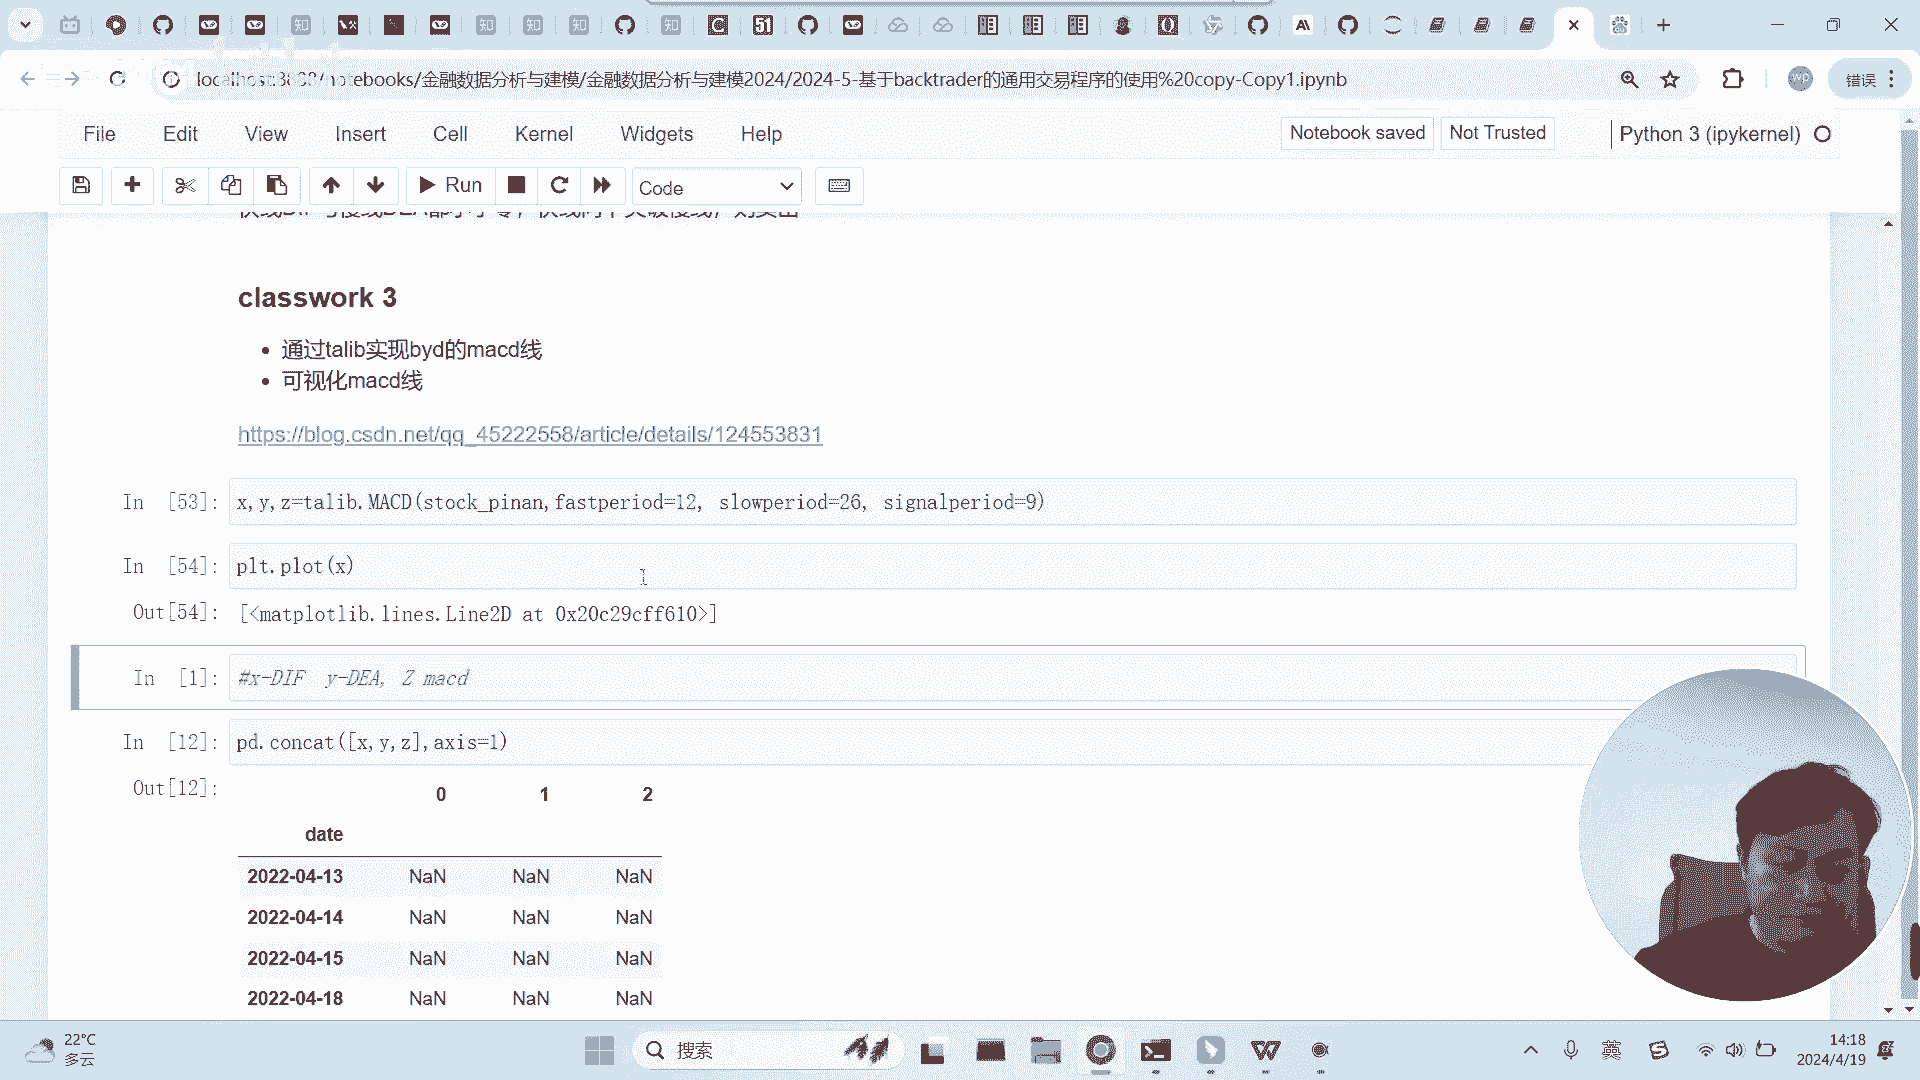 localhost:3888/notebooks/金融数据分析与建模/金融数据分析与建模2024/2024-5-基于backtrader的通用交易程序的使用%20copy-Copy1.ipynb
wp
错误
File Edit View Insert Cell Kernel Widgets Help
Notebook saved
Not Trusted
Python 3 (ipykernel)
Run
Code
classwork 3
通过talib实现byd的macd线
可视化macd线
https://blog.csdn.net/qq_45222558/article/details/124553831
In [53]: x,y,z=talib.MACD(stock_pinan,fastperiod=12, slowperiod=26, signalperiod=9)
In [54]: plt.plot(x)
Out[54]: [<matplotlib.lines.Line2D at 0x20c29cff610>]
In [1]: #x-DIF y-DEA, Z macd
In [12]: pd.concat([x,y,z],axis=1)
Out[12]:
0 1 2
date
2022-04-13 NaN NaN NaN
2022-04-14 NaN NaN NaN
2022-04-15 NaN NaN NaN
2022-04-18 NaN NaN NaN
22°C
多云
搜索
英
14:18
2024/4/19